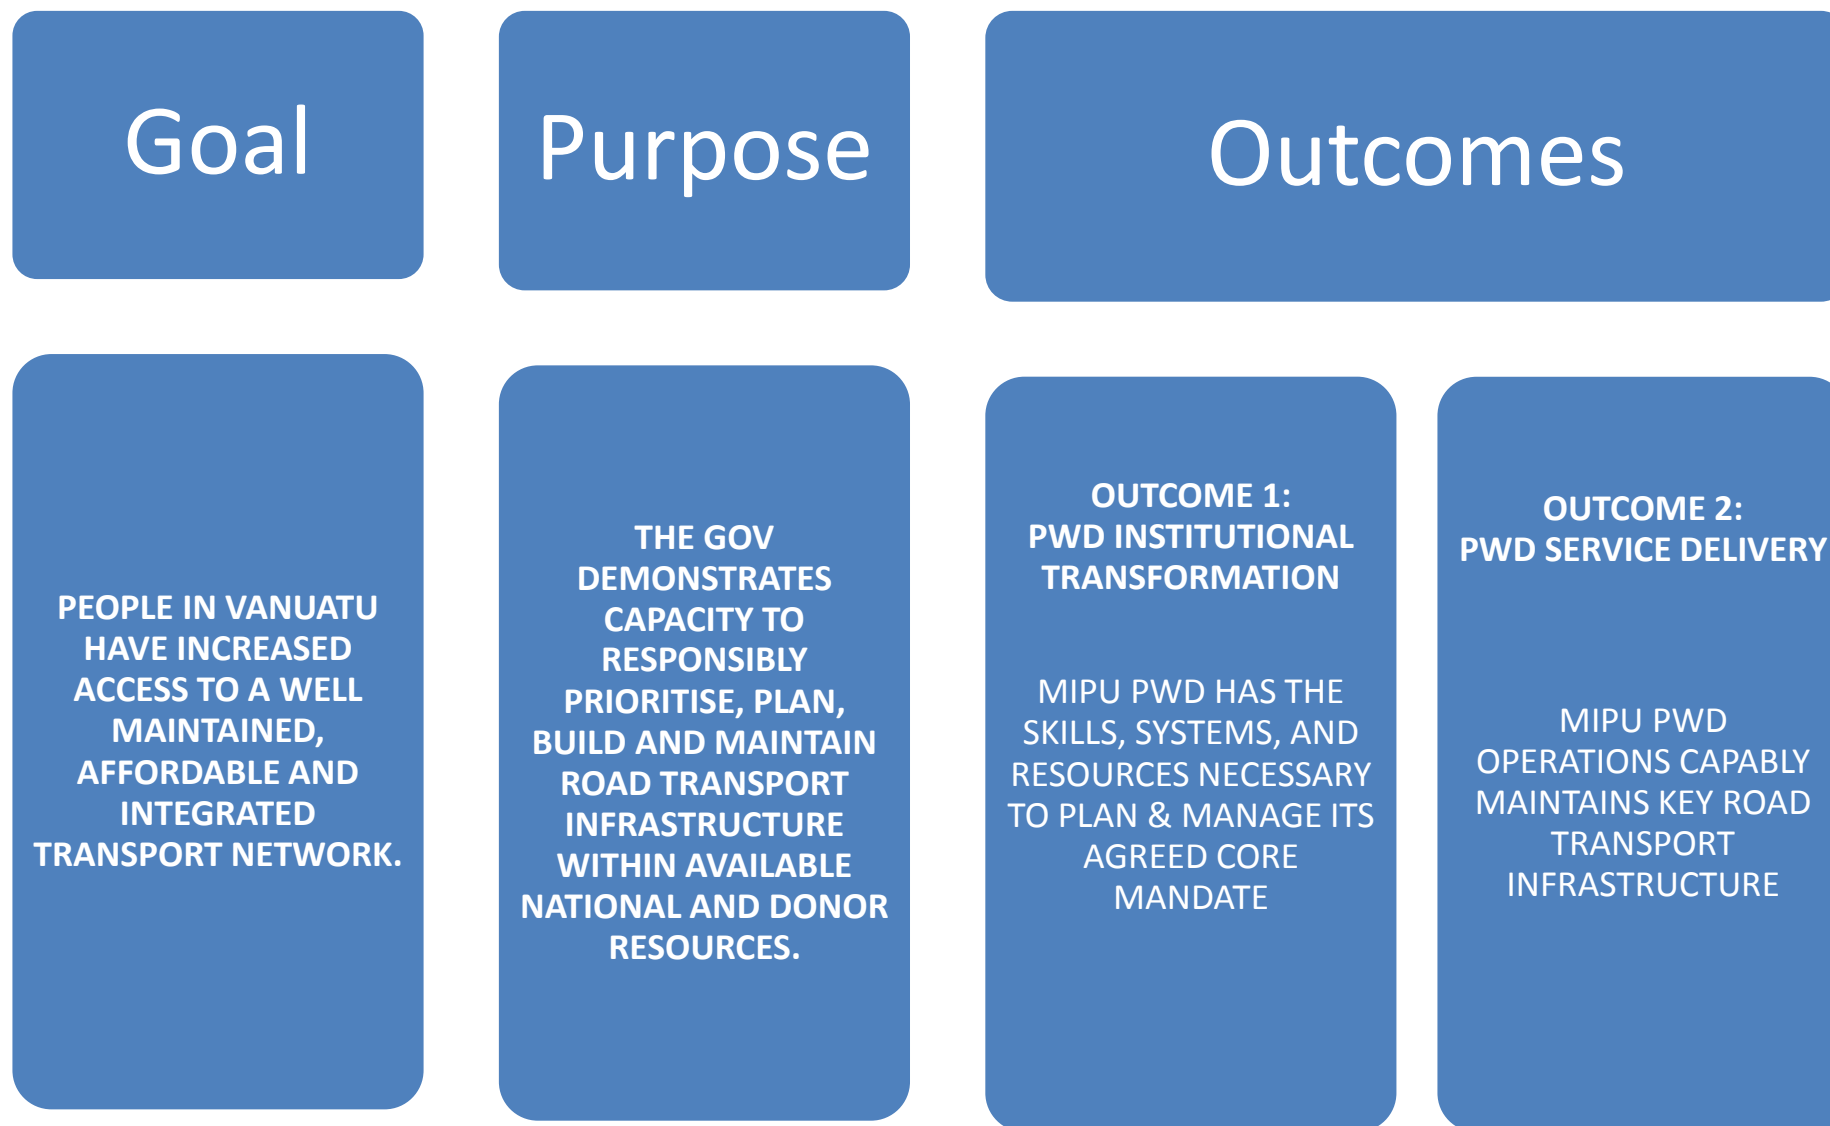 Goal
Purpose
Outcomes
PEOPLE IN VANUATU
HAVE INCREASED
ACCESS TO A WELL
MAINTAINED,
AFFORDABLE AND
INTEGRATED
TRANSPORT NETWORK.
THE GOV
DEMONSTRATES
CAPACITY TO
RESPONSIBLY
PRIORITISE, PLAN,
BUILD AND MAINTAIN
ROAD TRANSPORT
INFRASTRUCTURE
WITHIN AVAILABLE
NATIONAL AND DONOR
RESOURCES.
OUTCOME 1:
PWD INSTITUTIONAL
TRANSFORMATION
MIPU PWD HAS THE
SKILLS, SYSTEMS, AND
RESOURCES NECESSARY
TO PLAN & MANAGE ITS
AGREED CORE
MANDATE
OUTCOME 2:
PWD SERVICE DELIVERY
MIPU PWD
OPERATIONS CAPABLY
MAINTAINS KEY ROAD
TRANSPORT
INFRASTRUCTURE